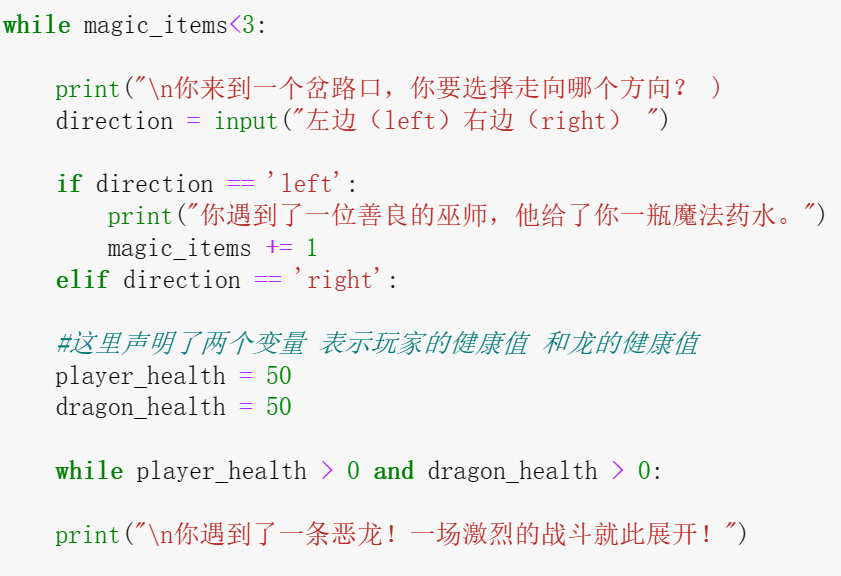 while magic_items<3:
print("\n你来到一个岔路口，你要选择走向哪个方向？ )
direction = input("左边（left）右边（right） ")
if direction == 'left':
print("你遇到了一位善良的巫师，他给了你一瓶魔法药水。")
magic_items += 1
elif direction == 'right':
#这里声明了两个变量 表示玩家的健康值 和龙的健康值
player_health = 50
dragon_health = 50
while player_health > 0 and dragon_health > 0:
print("\n你遇到了一条恶龙！一场激烈的战斗就此展开！")